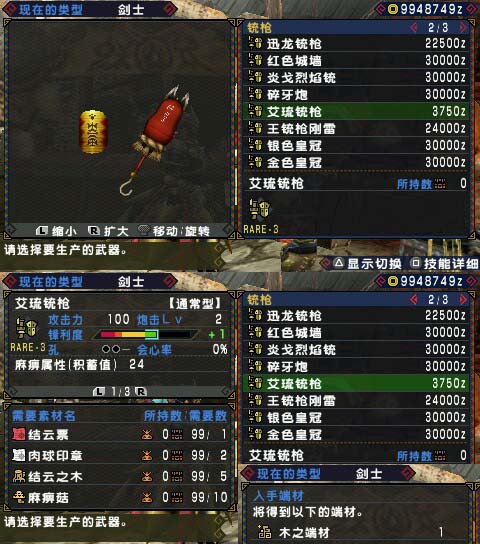 现在的类型 剑士
9948749z
铳枪 2/3
迅龙铳枪 22500z
红色城墙 30000z
炎戈烈焰铳 30000z
碎牙炮 30000z
艾琉铳枪 3750z
王铳枪刚雷 24000z
银色皇冠 30000z
金色皇冠 30000z
艾琉铳枪 所持数 0
RARE-3
L缩小 R扩大 移动/旋转
请选择要生产的武器。
△显示切换 □技能详细
现在的类型 剑士
9948749z
艾琉铳枪 【通常型】
攻击力 100 炮击Lv 2
锋利度 +1
RARE-3
孔 ○○— 会心率 0%
麻痹属性(积蓄值) 24
L 1/3 R
铳枪 2/3
迅龙铳枪 22500z
红色城墙 30000z
炎戈烈焰铳 30000z
碎牙炮 30000z
艾琉铳枪 3750z
王铳枪刚雷 24000z
银色皇冠 30000z
金色皇冠 30000z
艾琉铳枪 所持数 0
需要素材名 所持数 需要数
结云票 0 99/ 1
肉球印章 0 99/ 2
结云之木 0 99/ 5
麻痹菇 0 99/10
请选择要生产的武器。
现在的类型 剑士
入手端材
将得到以下的端材。
木之端材 1